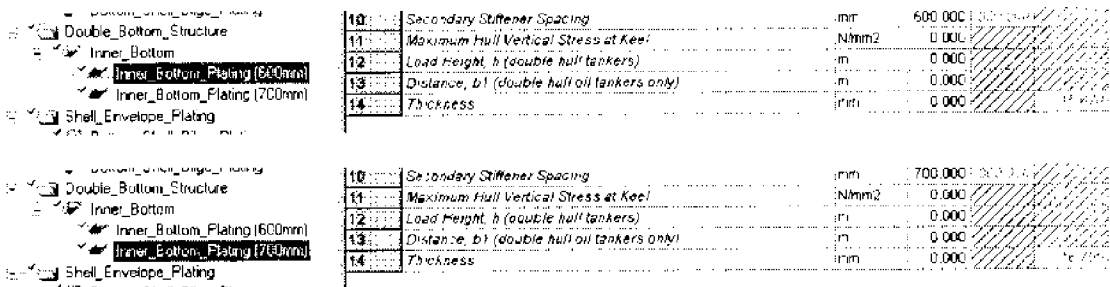 Double_Bottom_Structure
Inner_Bottom
Inner_Bottom_Plating (600mm)
Inner_Bottom_Plating (700mm)
Shell_Envelope_Plating
10 Secondary Stiffener Spacing mm 600.000
11 Maximum Hull Vertical Stress at Keel N/mm2 0.000
12 Load Height, h (double hull tankers) m 0.000
13 Distance, b1 (double hull oil tankers only) m 0.000
14 Thickness mm 0.000
Double_Bottom_Structure
Inner_Bottom
Inner_Bottom_Plating (600mm)
Inner_Bottom_Plating (700mm)
Shell_Envelope_Plating
10 Secondary Stiffener Spacing mm 700.000
11 Maximum Hull Vertical Stress at Keel N/mm2 0.000
12 Load Height, h (double hull tankers) m 0.000
13 Distance, b1 (double hull oil tankers only) m 0.000
14 Thickness mm 0.000